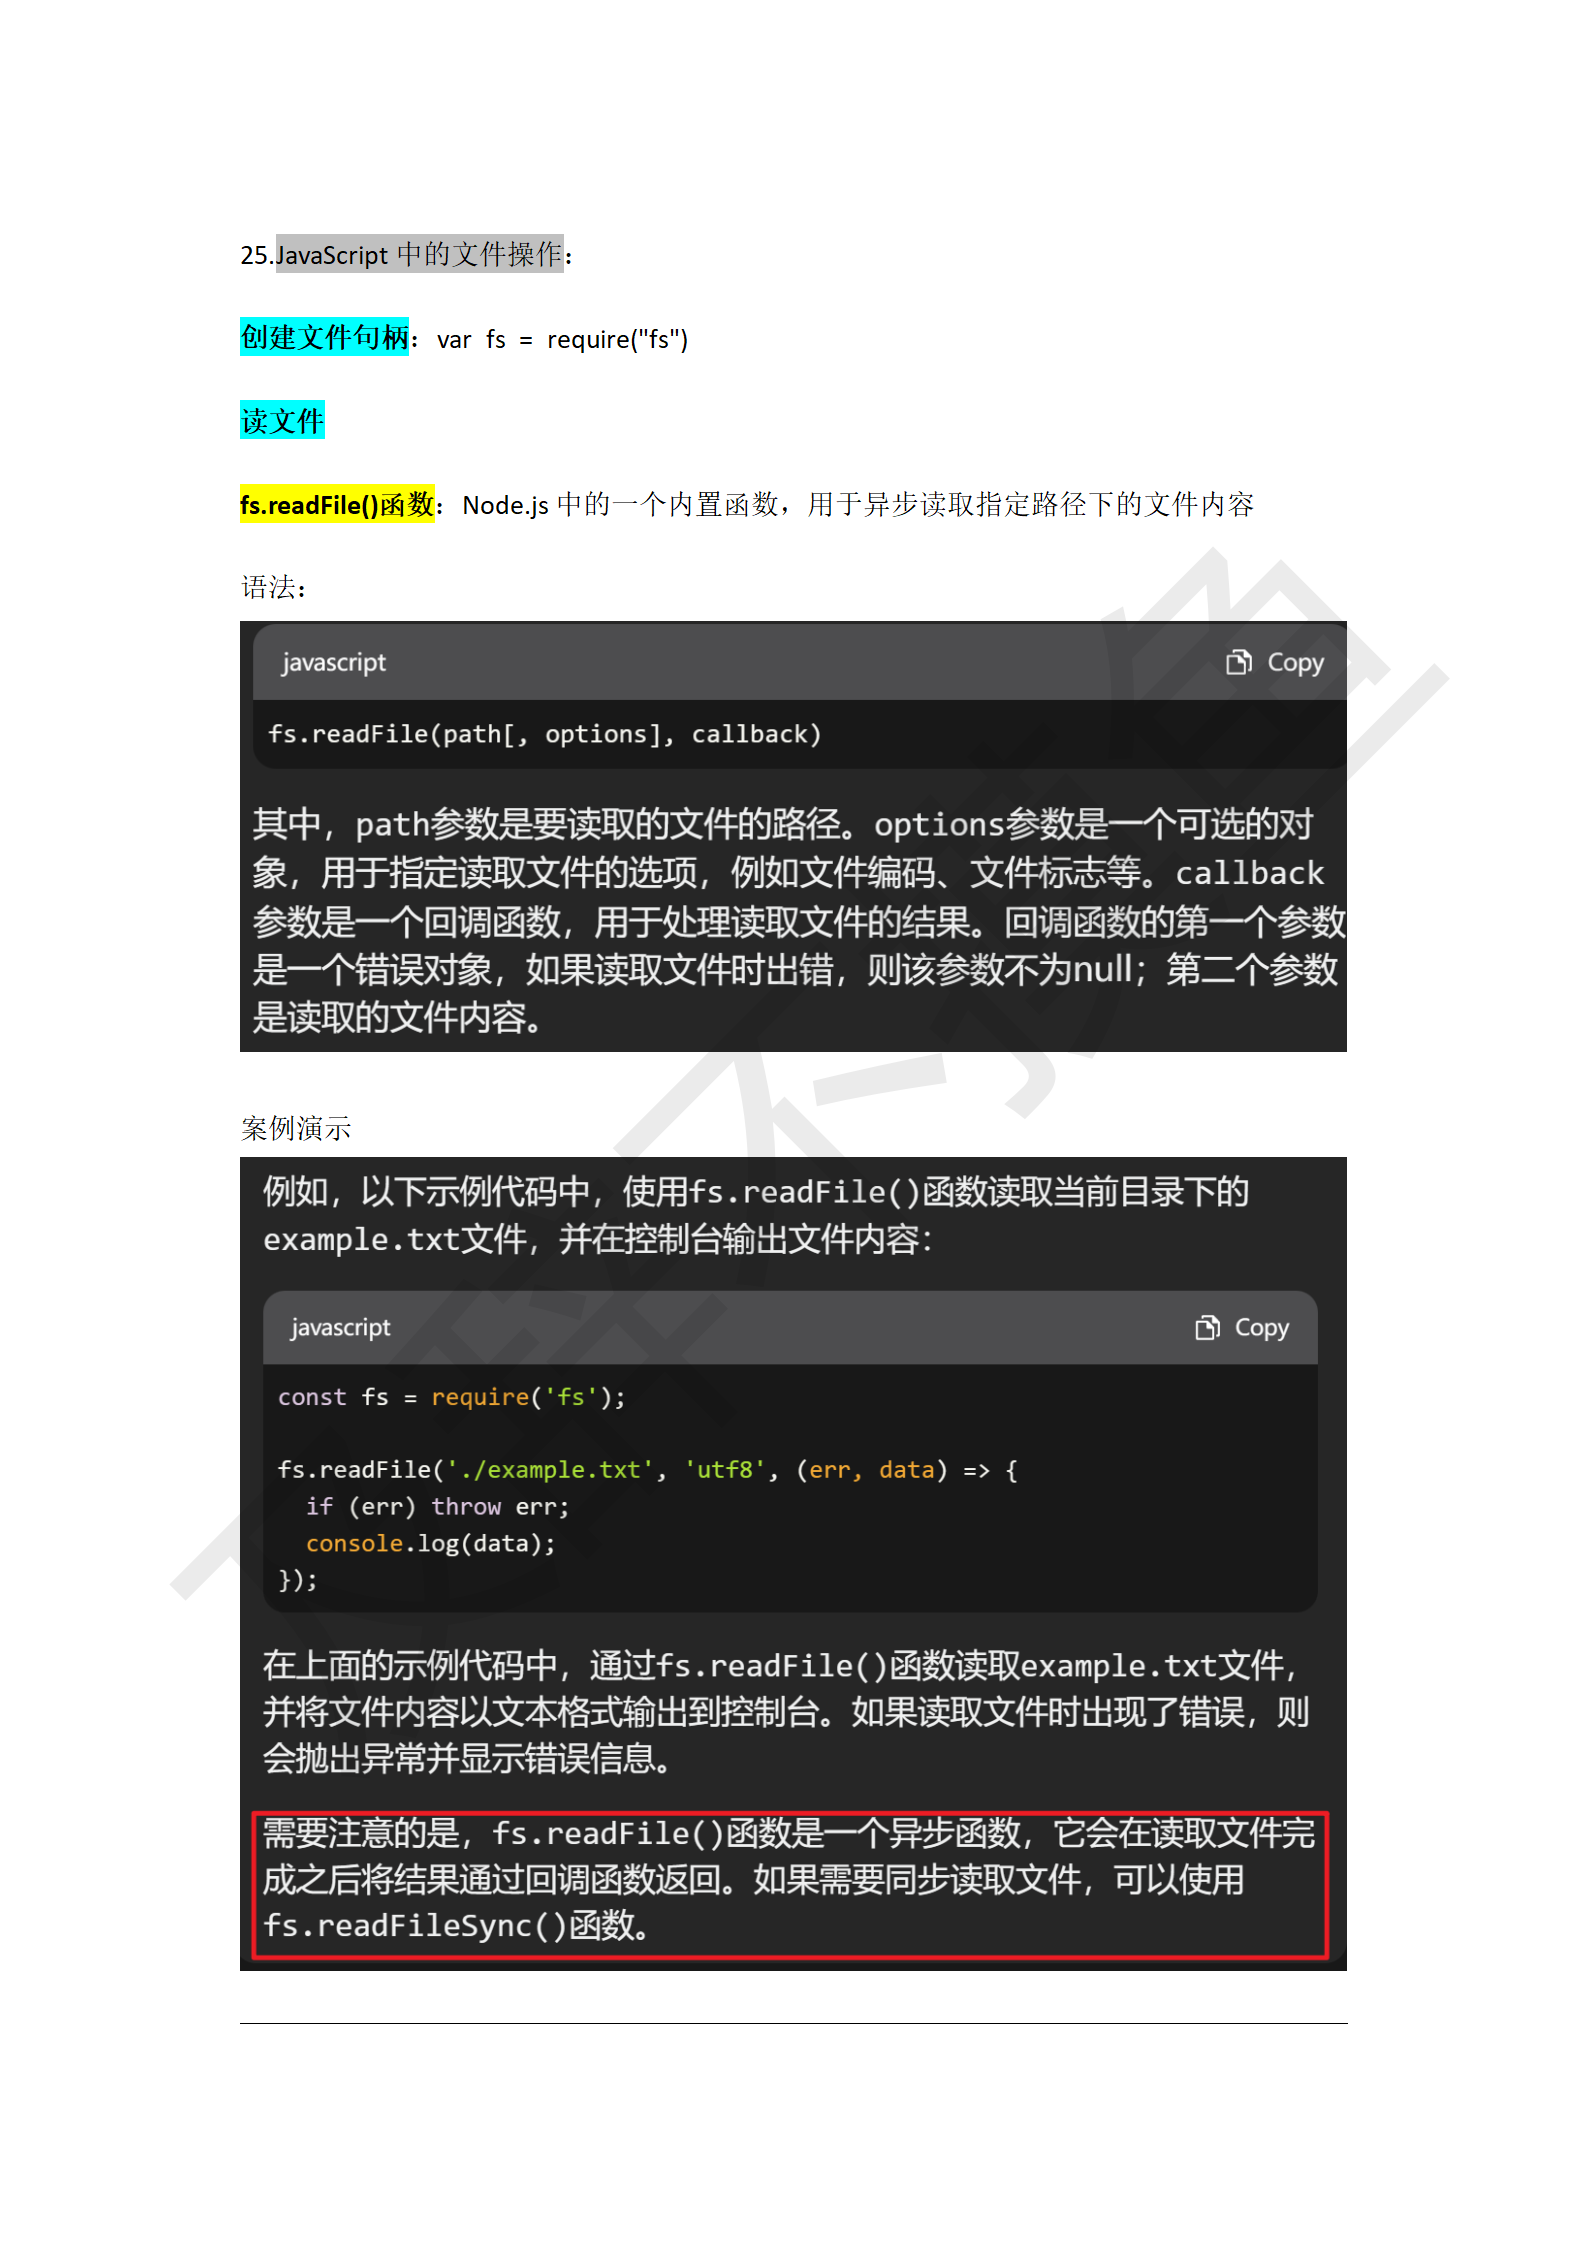 25.JavaScript 中的文件操作：
创建文件句柄：var fs = require("fs")
读文件
fs.readFile()函数：Node.js 中的一个内置函数，用于异步读取指定路径下的文件内容
语法：
javascript Copy
fs.readFile(path[, options], callback)
其中，path参数是要读取的文件的路径。options参数是一个可选的对
象，用于指定读取文件的选项，例如文件编码、文件标志等。callback
参数是一个回调函数，用于处理读取文件的结果。回调函数的第一个参数
是一个错误对象，如果读取文件时出错，则该参数不为null；第二个参数
是读取的文件内容。
案例演示
例如，以下示例代码中，使用fs.readFile()函数读取当前目录下的
example.txt文件，并在控制台输出文件内容：
javascript Copy
const fs = require('fs');
fs.readFile('./example.txt', 'utf8', (err, data) => {
  if (err) throw err;
  console.log(data);
});
在上面的示例代码中，通过fs.readFile()函数读取example.txt文件，
并将文件内容以文本格式输出到控制台。如果读取文件时出现了错误，则
会抛出异常并显示错误信息。
需要注意的是，fs.readFile()函数是一个异步函数，它会在读取文件完
成之后将结果通过回调函数返回。如果需要同步读取文件，可以使用
fs.readFileSync()函数。